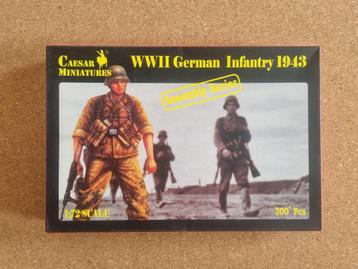 CAESAR
MINIATURES
WWII German Infantry 1943
Assembly Series
1:72 SCALE
300+ Pcs